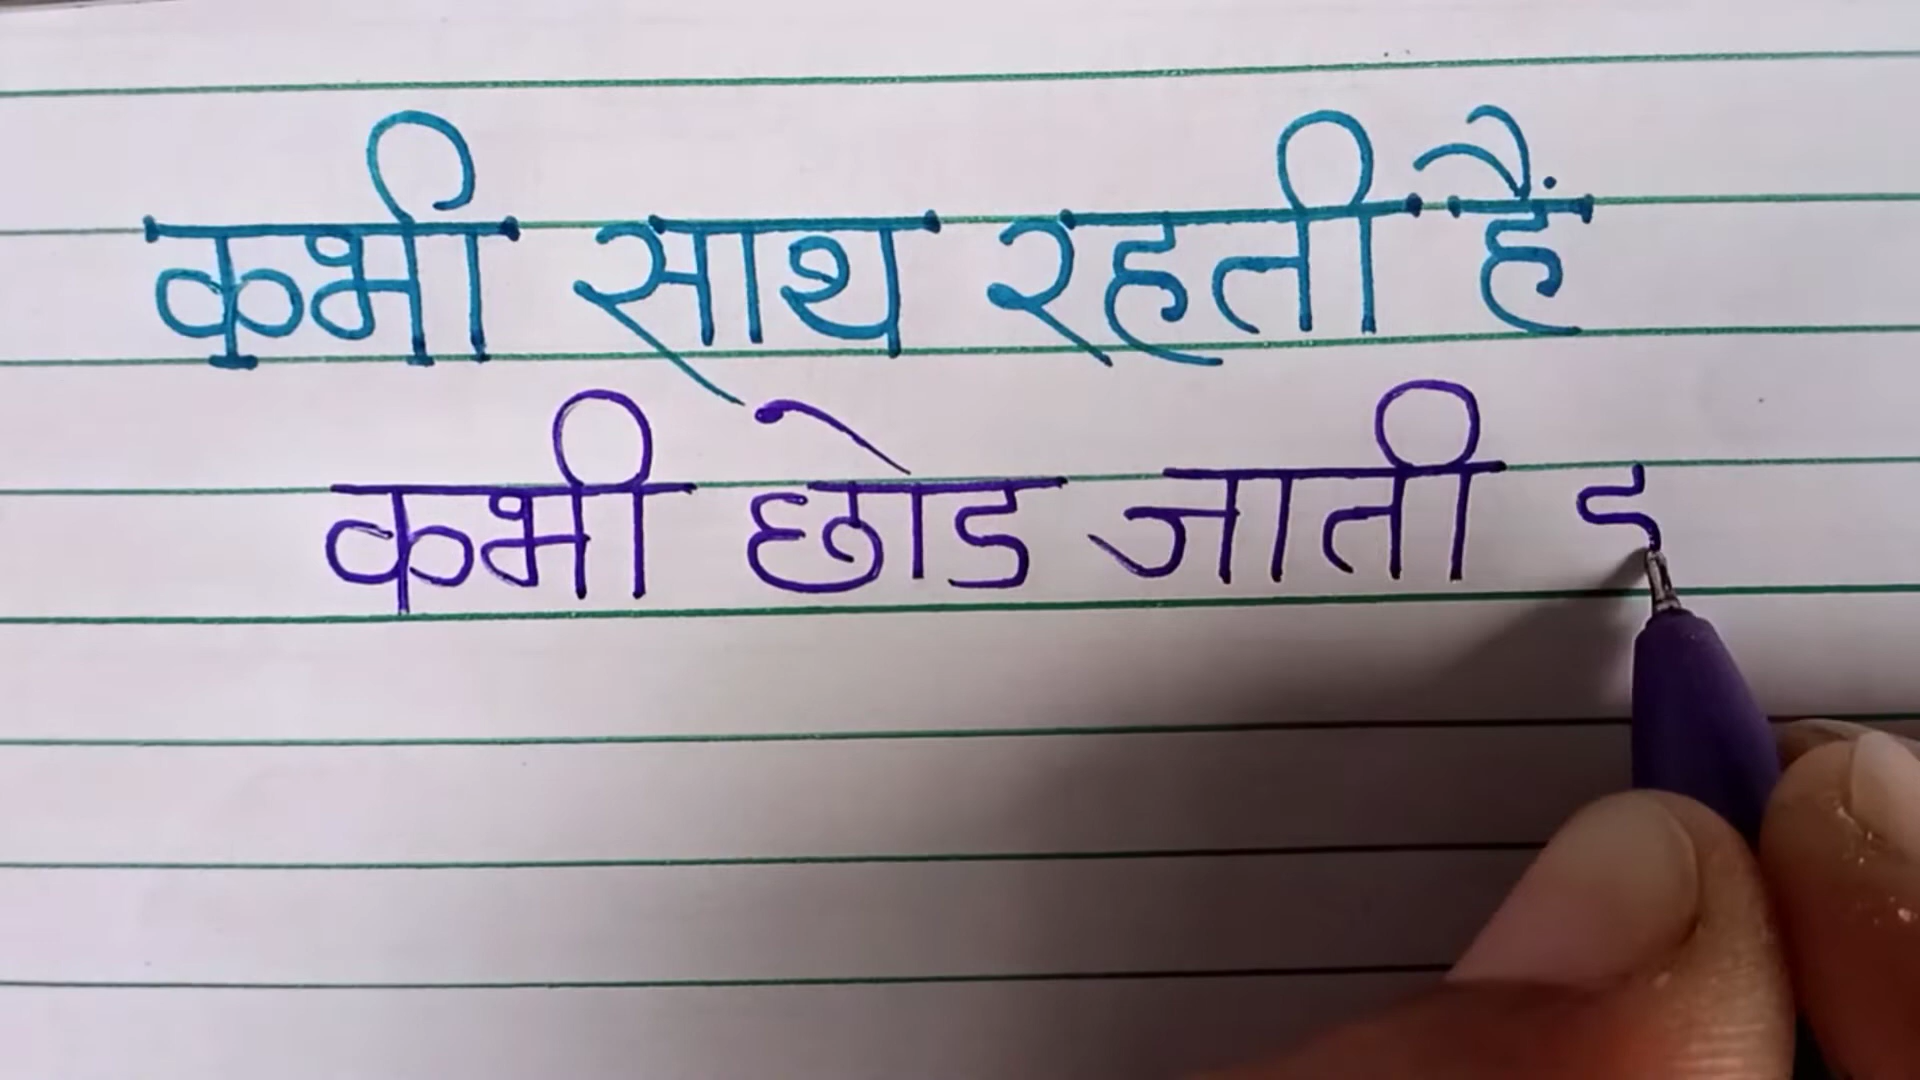 कभी साथ रहती हैं
कभी छोड जाती